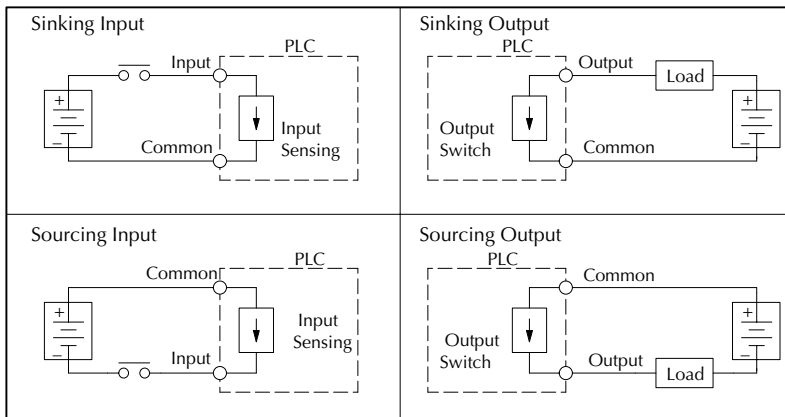 Sinking Input
PLC
Input
+
–
Input
Sensing
Common
Sinking Output
PLC
Output
Load
+
–
Output
Switch
Common
Sourcing Input
PLC
Common
+
–
Input
Sensing
Input
Sourcing Output
PLC
Common
+
–
Output
Switch
Output
Load